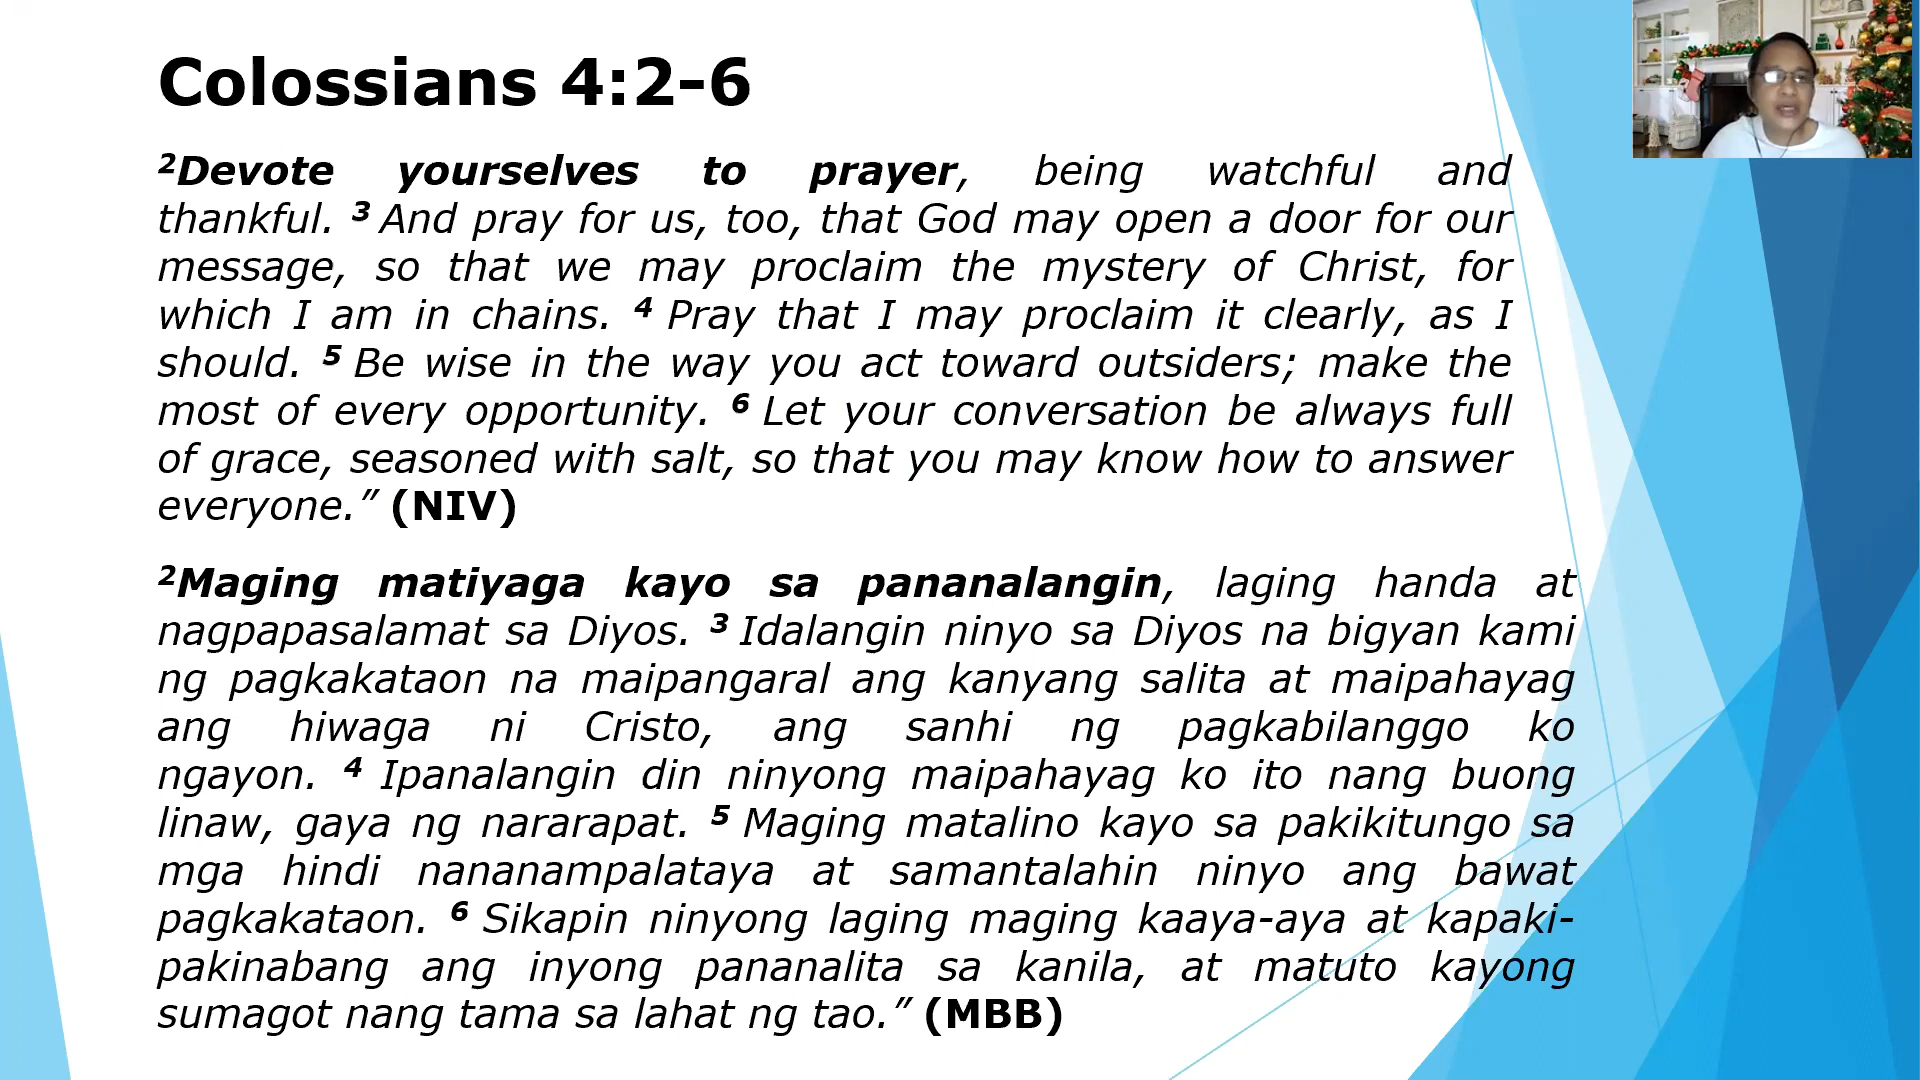 Colossians 4:2-6
²Devote yourselves to prayer, being watchful and
thankful. ³ And pray for us, too, that God may open a door for our
message, so that we may proclaim the mystery of Christ, for
which I am in chains. ⁴ Pray that I may proclaim it clearly, as I
should. ⁵ Be wise in the way you act toward outsiders; make the
most of every opportunity. ⁶ Let your conversation be always full
of grace, seasoned with salt, so that you may know how to answer
everyone.” (NIV)
²Maging matiyaga kayo sa pananalangin, laging handa at
nagpapasalamat sa Diyos. ³ Idalangin ninyo sa Diyos na bigyan kami
ng pagkakataon na maipangaral ang kanyang salita at maipahayag
ang hiwaga ni Cristo, ang sanhi ng pagkabilanggo ko
ngayon. ⁴ Ipanalangin din ninyong maipahayag ko ito nang buong
linaw, gaya ng nararapat. ⁵ Maging matalino kayo sa pakikitungo sa
mga hindi nananampalataya at samantalahin ninyo ang bawat
pagkakataon. ⁶ Sikapin ninyong laging maging kaaya-aya at kapaki-
pakinabang ang inyong pananalita sa kanila, at matuto kayong
sumagot nang tama sa lahat ng tao.” (MBB)